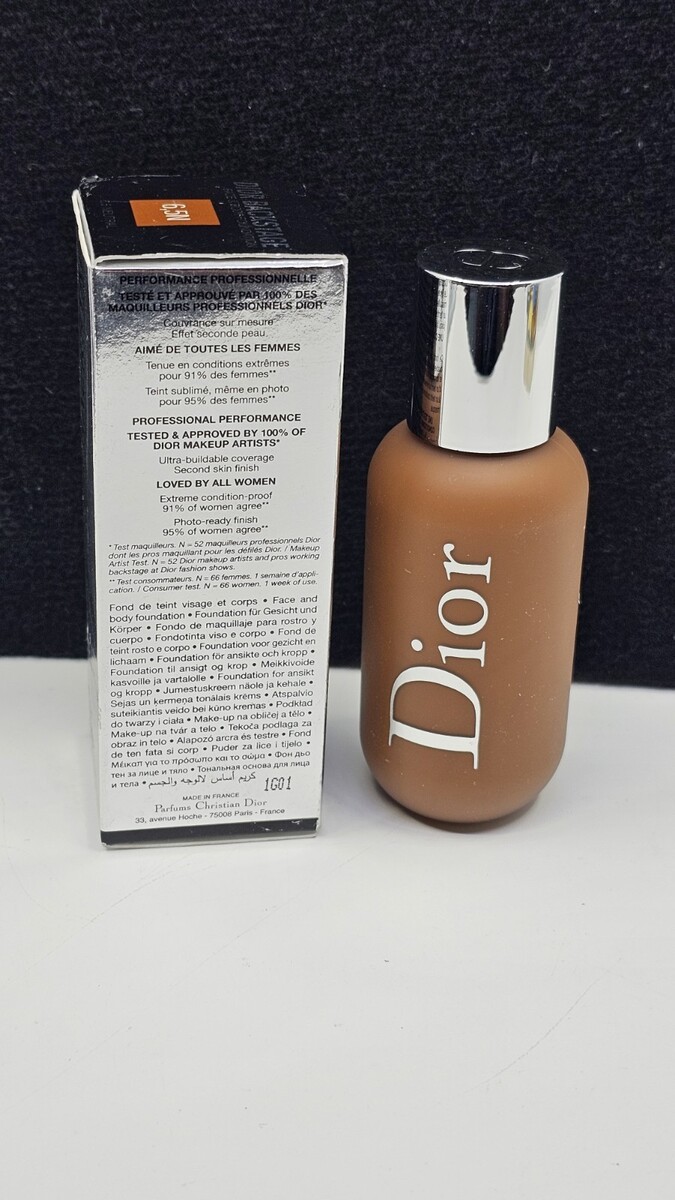 6,5N
DIOR BACKSTAGE
PERFORMANCE PROFESSIONNELLE
TESTÉ ET APPROUVÉ PAR 100% DES
MAQUILLEURS PROFESSIONNELS DIOR*
Couvrance sur mesure
Effet seconde peau
AIMÉ DE TOUTES LES FEMMES
Tenue en conditions extrêmes
pour 91% des femmes**
Teint sublimé, même en photo
pour 95% des femmes**
PROFESSIONAL PERFORMANCE
TESTED & APPROVED BY 100% OF
DIOR MAKEUP ARTISTS*
Ultra-buildable coverage
Second skin finish
LOVED BY ALL WOMEN
Extreme condition-proof
91% of women agree**
Photo-ready finish
95% of women agree**
* Test maquilleurs. N = 52 maquilleurs professionnels Dior
dont les pros maquillant pour les défilés Dior. / Makeup
Artist Test. N = 52 Dior makeup artists and pros working
backstage at Dior fashion shows.
** Test consommateurs. N = 66 femmes. 1 semaine d'appli-
cation. / Consumer test. N = 66 women. 1 week of use.
Fond de teint visage et corps • Face and
body foundation • Foundation für Gesicht und
Körper • Fondo de maquillaje para rostro y
cuerpo • Fondotinta viso e corpo • Fond de
teint rosto e corpo • Foundation voor gezicht en
lichaam • Foundation för ansikte och kropp •
Foundation til ansigt og krop • Meikkivoide
kasvoille ja vartalolle • Foundation for ansikt
og kropp • Jumestuskreem näole ja kehale •
Sejas un ķermeņa tonālais krēms • Atspalvio
suteikiantis veido bei kūno kremas • Podkład
do twarzy i ciała • Make-up na obličej a tělo •
Make-up na tvár a telo • Tekoča podlaga za
obraz in telo • Alapozó arcra és testre • Fond
de ten fata si corp • Puder za lice i tijelo •
Μέικαπ για το πρόσωπο και το σώμα • Фон дьо
тен за лице и тяло • Тональная основа для лица
и тела • كريم أساس للوجه والجسم
1G01
MADE IN FRANCE
Parfums Christian Dior
33, avenue Hoche - 75008 Paris - France
Dior